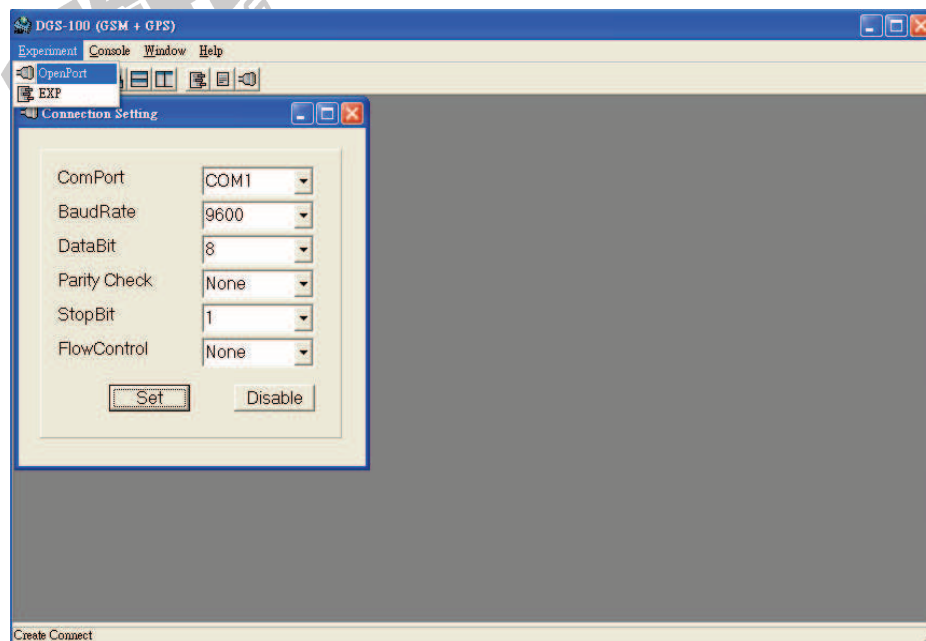 DGS-100 (GSM + GPS)
Experiment Console Window Help
OpenPort
EXP
Connection Setting
ComPort COM1
BaudRate 9600
DataBit 8
Parity Check None
StopBit 1
FlowControl None
Set Disable
Create Connect